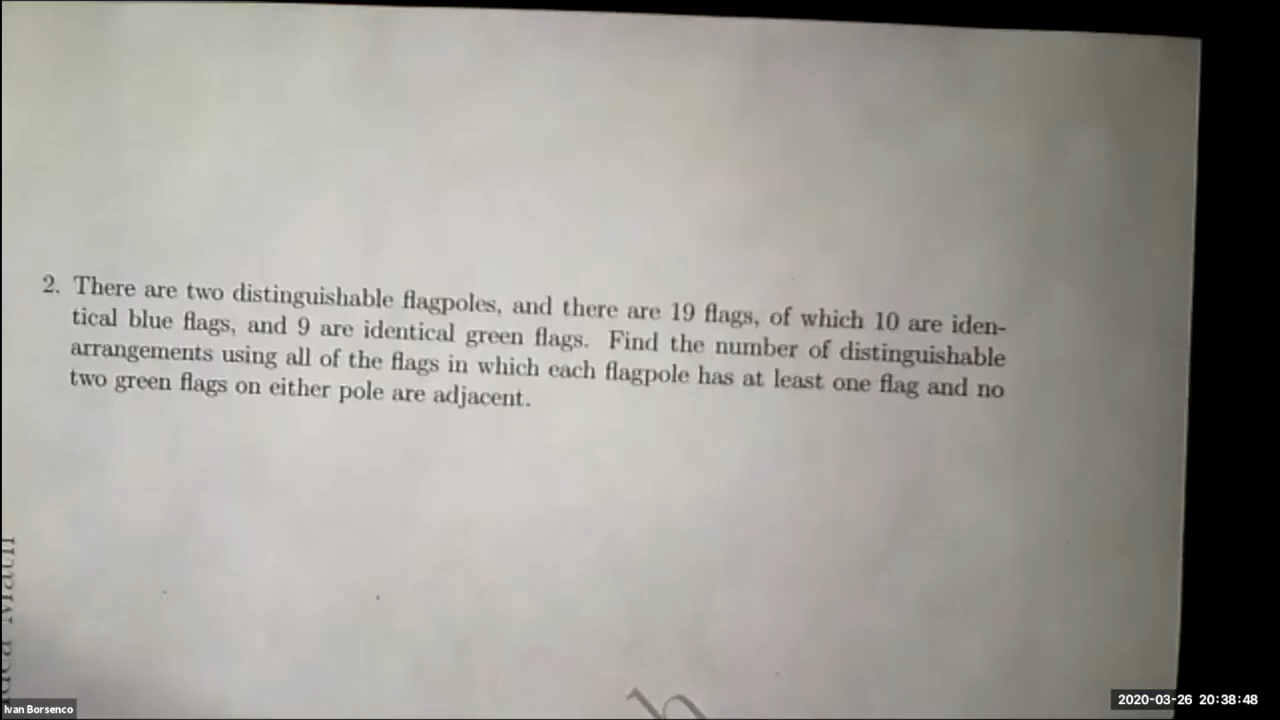 2. There are two distinguishable flagpoles, and there are 19 flags, of which 10 are iden-
tical blue flags, and 9 are identical green flags. Find the number of distinguishable
arrangements using all of the flags in which each flagpole has at least one flag and no
two green flags on either pole are adjacent.
Math
Ivan Borsenco
2020-03-26 20:38:48